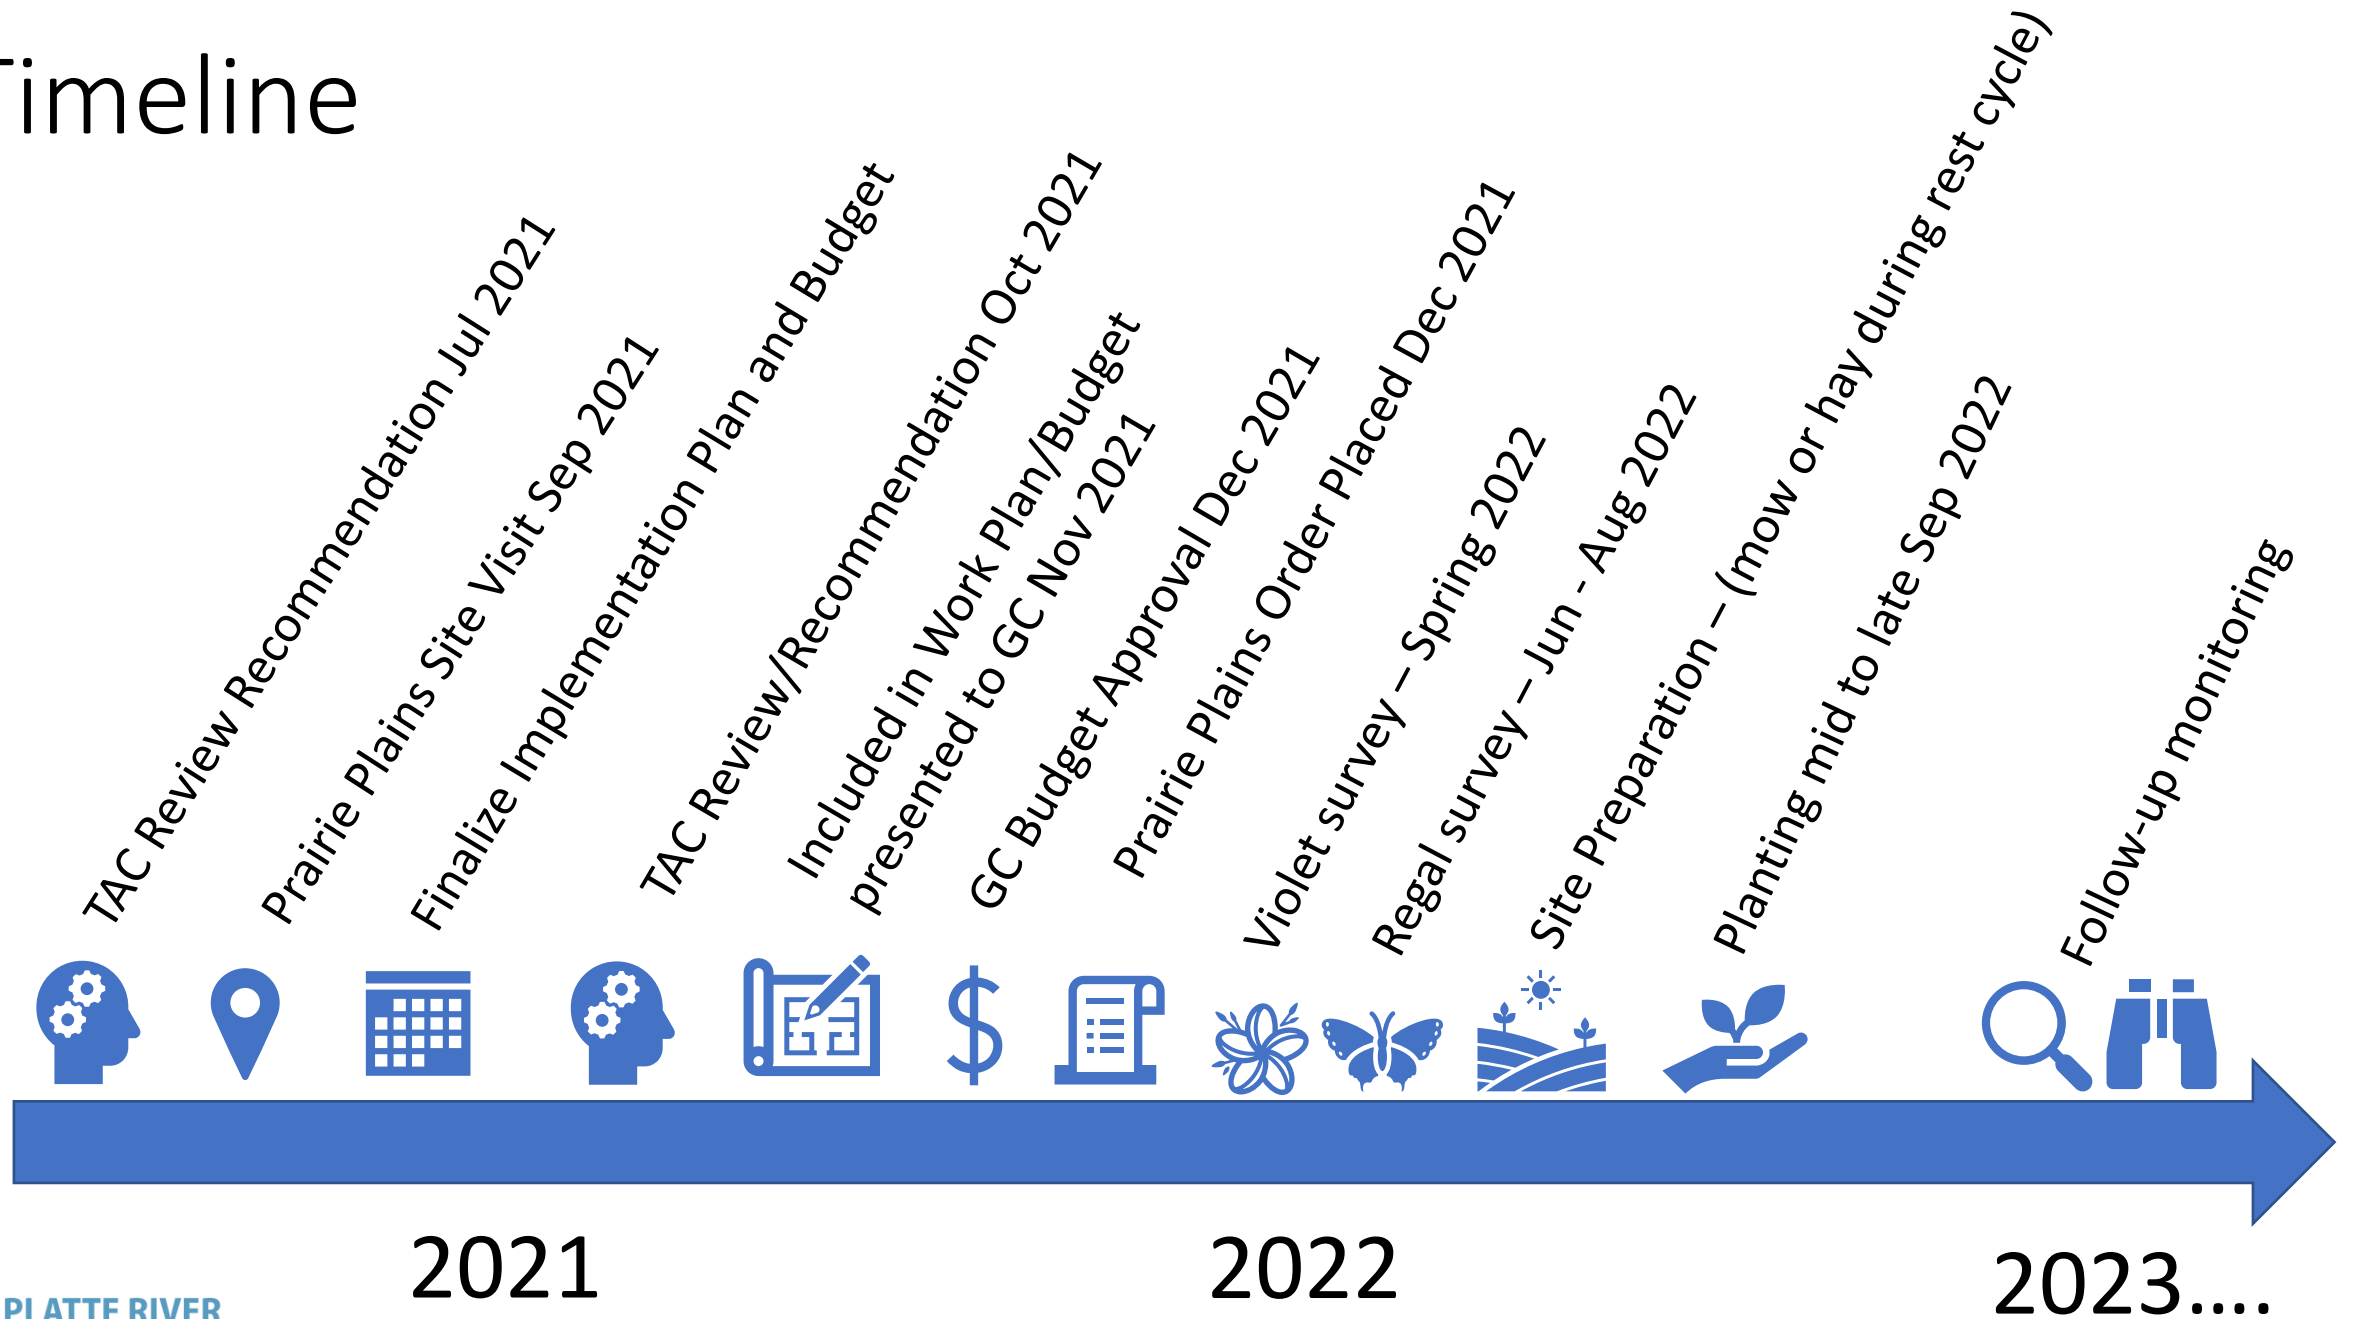 Timeline
TAC Review Recommendation Jul 2021
Prairie Plains Site Visit Sep 2021
Finalize Implementation Plan and Budget
TAC Review/Recommendation Oct 2021
Included in Work Plan/Budget
presented to GC Nov 2021
GC Budget Approval Dec 2021
Prairie Plains Order Placed Dec 2021
Violet survey – Spring 2022
Regal survey – Jun - Aug 2022
Site Preparation – (mow or hay during rest cycle)
Planting mid to late Sep 2022
Follow-up monitoring
2021
2022
2023....
PLATTE RIVER